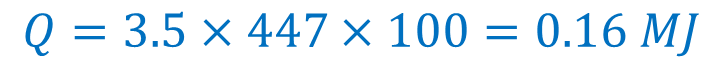 Q = 3.5 × 447 × 100 = 0.16 MJ